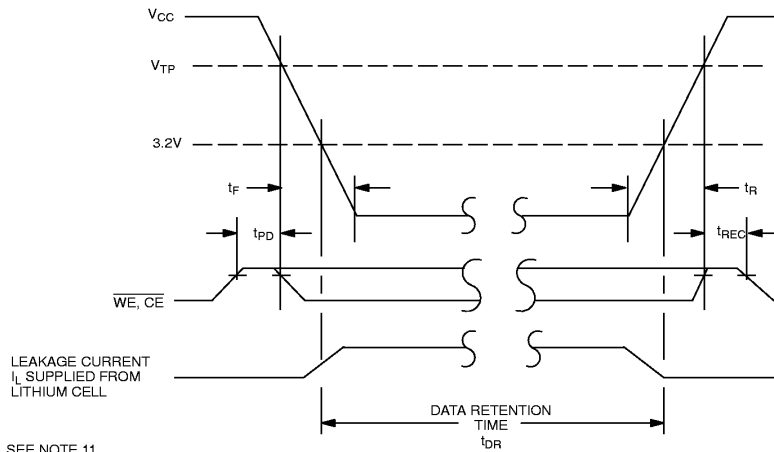 VCC
VTP
3.2V
tF
tR
tPD
tREC
WE, CE
LEAKAGE CURRENT
IL SUPPLIED FROM
LITHIUM CELL
DATA RETENTION
TIME
tDR
SEE NOTE 11